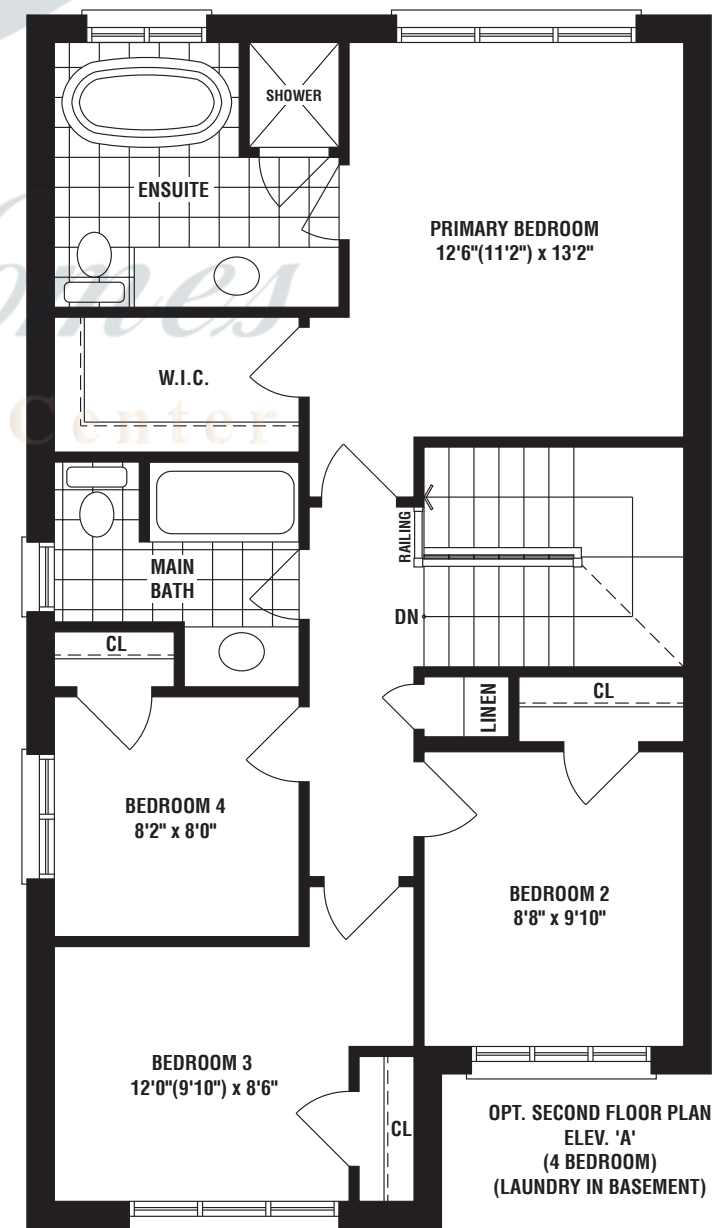 SHOWER
ENSUITE
PRIMARY BEDROOM
12'6"(11'2") x 13'2"
omes
W.I.C.
Center
RAILING
MAIN
BATH
DN
CL
LINEN
CL
BEDROOM 4
8'2" x 8'0"
BEDROOM 2
8'8" x 9'10"
BEDROOM 3
12'0"(9'10") x 8'6"
CL
OPT. SECOND FLOOR PLAN
ELEV. 'A'
(4 BEDROOM)
(LAUNDRY IN BASEMENT)